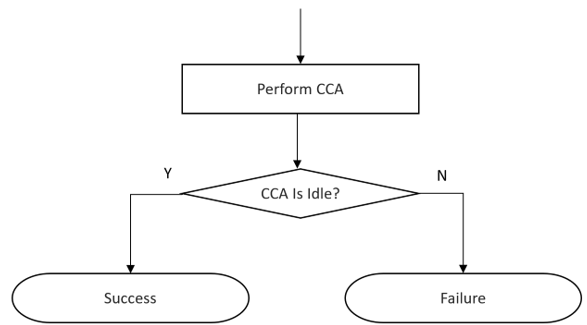 Perform CCA
Y
N
CCA Is Idle?
Success
Failure